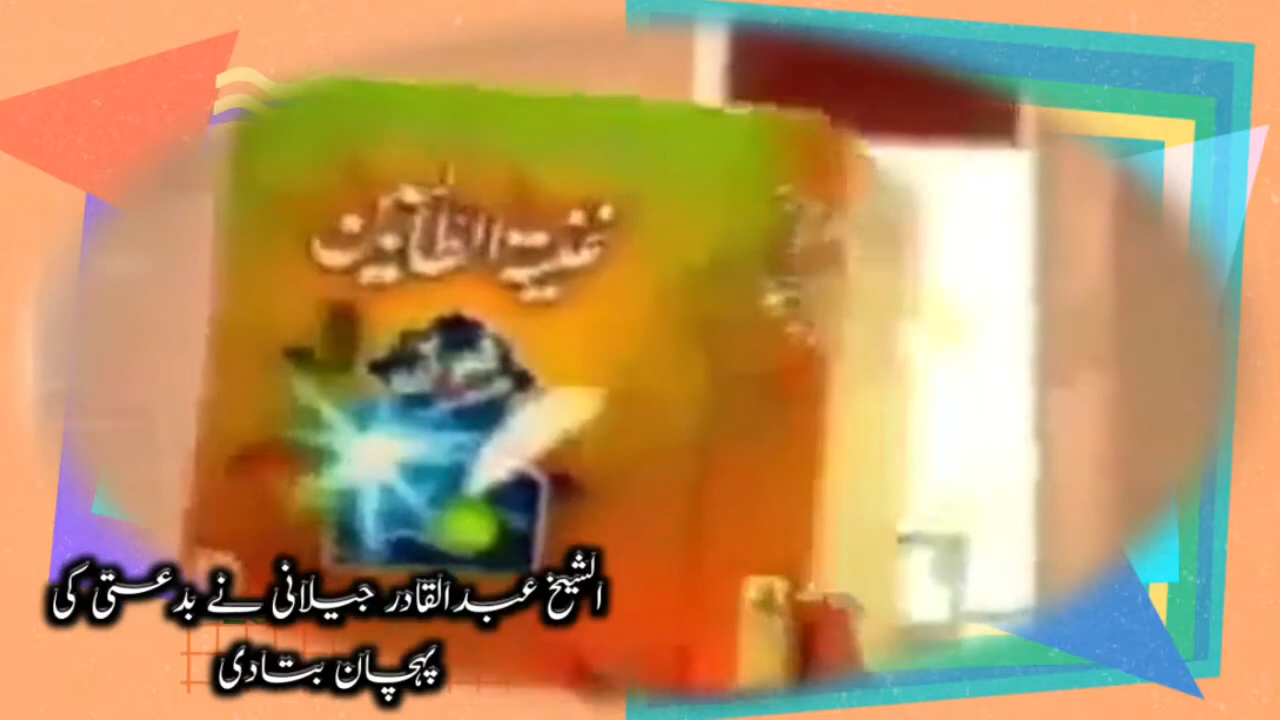 غنیۃ الطالبین
الشیخ عبدالقادر جیلانی نے بدعتی کی
پہچان بتادی